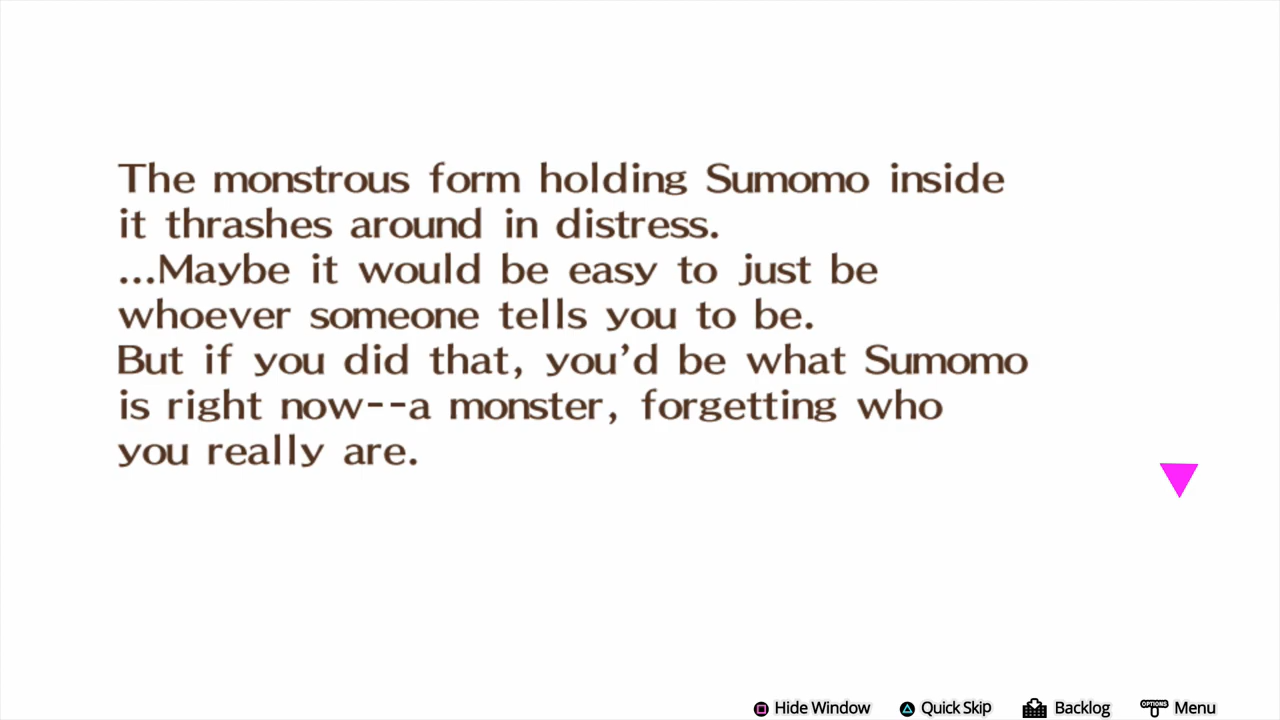 The monstrous form holding Sumomo inside
it thrashes around in distress.
...Maybe it would be easy to just be
whoever someone tells you to be.
But if you did that, you’d be what Sumomo
is right now--a monster, forgetting who
you really are.
Hide Window Quick Skip Backlog OPTIONS Menu